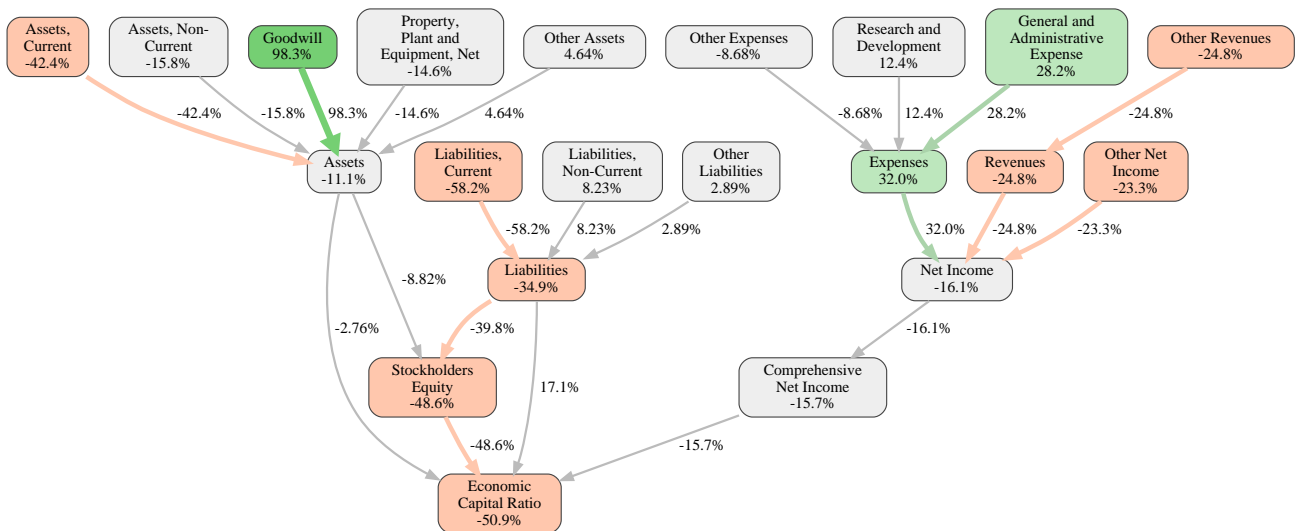 Assets,
Current
-42.4%
Assets, Non-
Current
-15.8%
Goodwill
98.3%
Property,
Plant and
Equipment, Net
-14.6%
Other Assets
4.64%
Other Expenses
-8.68%
Research and
Development
12.4%
General and
Administrative
Expense
28.2%
Other Revenues
-24.8%
-42.4%
-15.8%
98.3%
-14.6%
4.64%
-8.68%
12.4%
28.2%
-24.8%
Assets
-11.1%
Liabilities,
Current
-58.2%
Liabilities,
Non-Current
8.23%
Other
Liabilities
2.89%
Expenses
32.0%
Revenues
-24.8%
Other Net
Income
-23.3%
-58.2%
8.23%
2.89%
32.0%
-24.8%
-23.3%
-8.82%
Liabilities
-34.9%
Net Income
-16.1%
-2.76%
-39.8%
-16.1%
Stockholders
Equity
-48.6%
17.1%
Comprehensive
Net Income
-15.7%
-48.6%
-15.7%
Economic
Capital Ratio
-50.9%